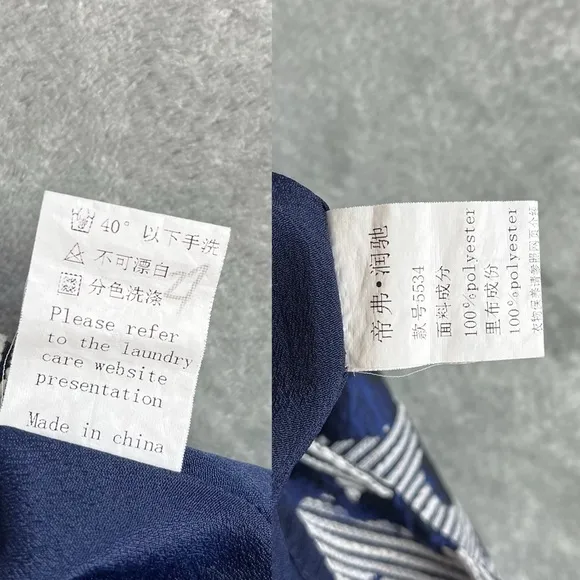 40° 以下手洗
不可漂白
分色洗涤
Please refer
to the laundry
care website
presentation
Made in china
帝弗·润驰
款号5534
面料成分
100%polyester
里布成份
100%polyester